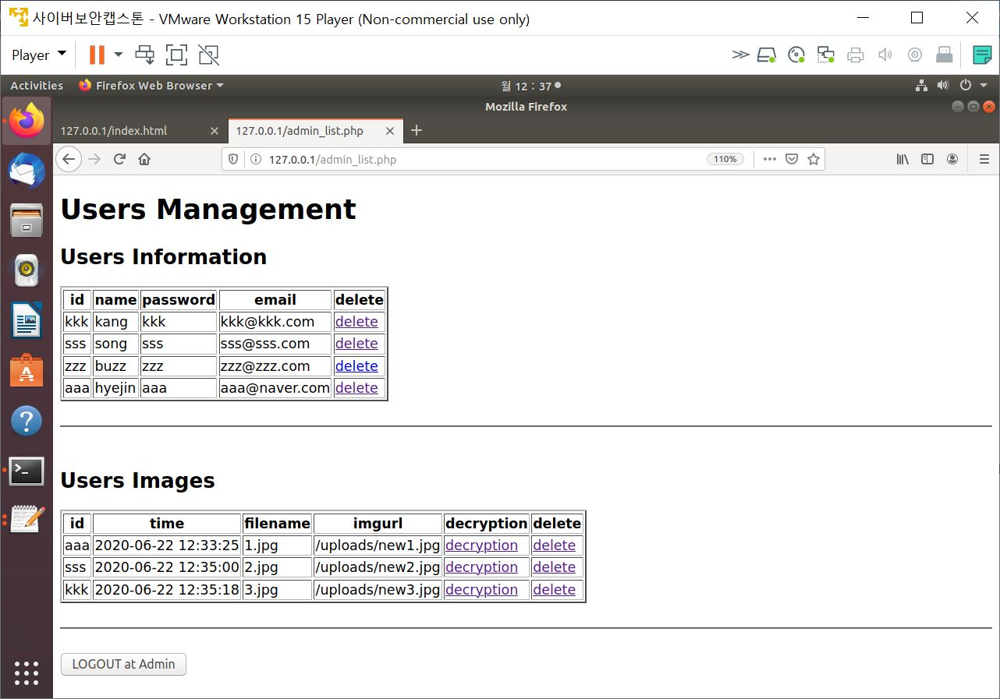 사이버보안캡스톤 - VMware Workstation 15 Player (Non-commercial use only)
Player
Activities Firefox Web Browser 월 12 : 37
Mozilla Firefox
127.0.0.1/index.html 127.0.0.1/admin_list.php
127.0.0.1/admin_list.php 110%
Users Management
Users Information
id name password email delete
kkk kang kkk kkk@kkk.com delete
sss song sss sss@sss.com delete
zzz buzz zzz zzz@zzz.com delete
aaa hyejin aaa aaa@naver.com delete
Users Images
id time filename imgurl decryption delete
aaa 2020-06-22 12:33:25 1.jpg /uploads/new1.jpg decryption delete
sss 2020-06-22 12:35:00 2.jpg /uploads/new2.jpg decryption delete
kkk 2020-06-22 12:35:18 3.jpg /uploads/new3.jpg decryption delete
LOGOUT at Admin